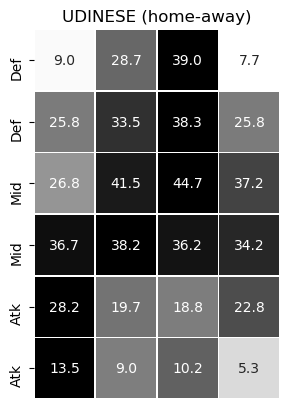 UDINESE (home-away)
Def 9.0 28.7 39.0 7.7
Def 25.8 33.5 38.3 25.8
Mid 26.8 41.5 44.7 37.2
Mid 36.7 38.2 36.2 34.2
Atk 28.2 19.7 18.8 22.8
Atk 13.5 9.0 10.2 5.3